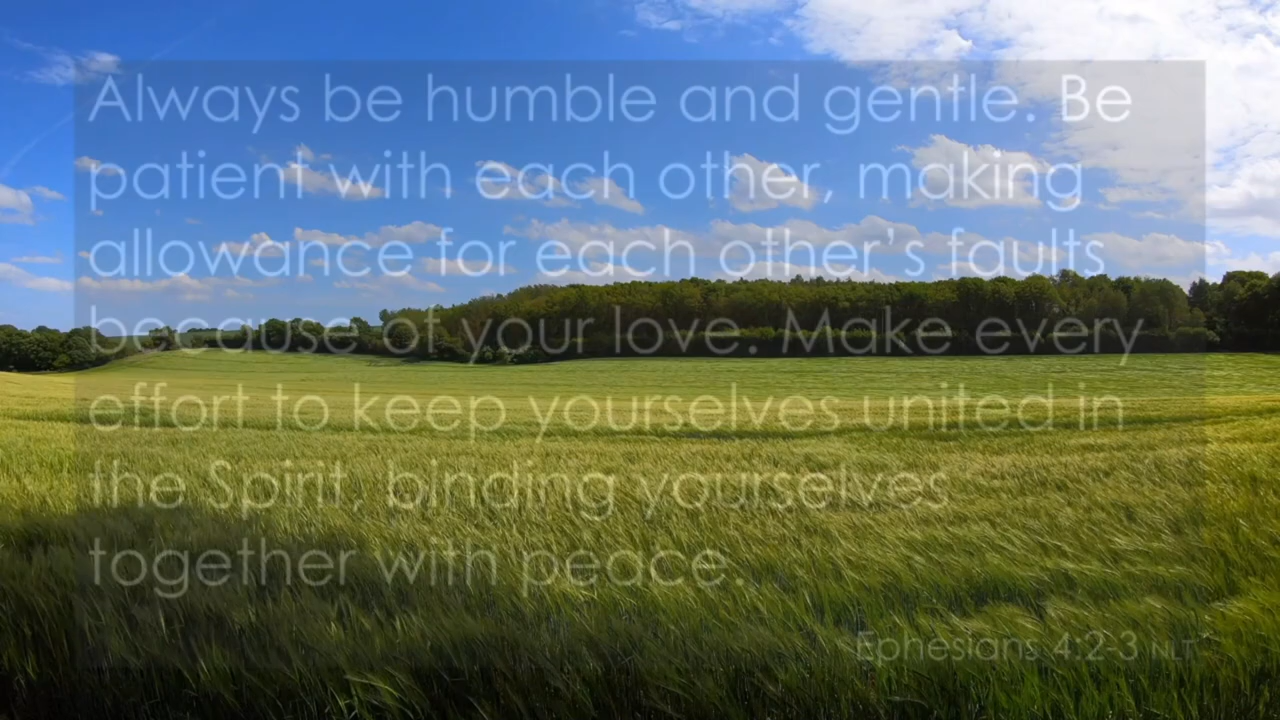 Always be humble and gentle. Be
patient with each other, making
allowance for each other’s faults
because of your love. Make every
effort to keep yourselves united in
the Spirit, binding yourselves
together with peace.
Ephesians 4:2-3 NLT